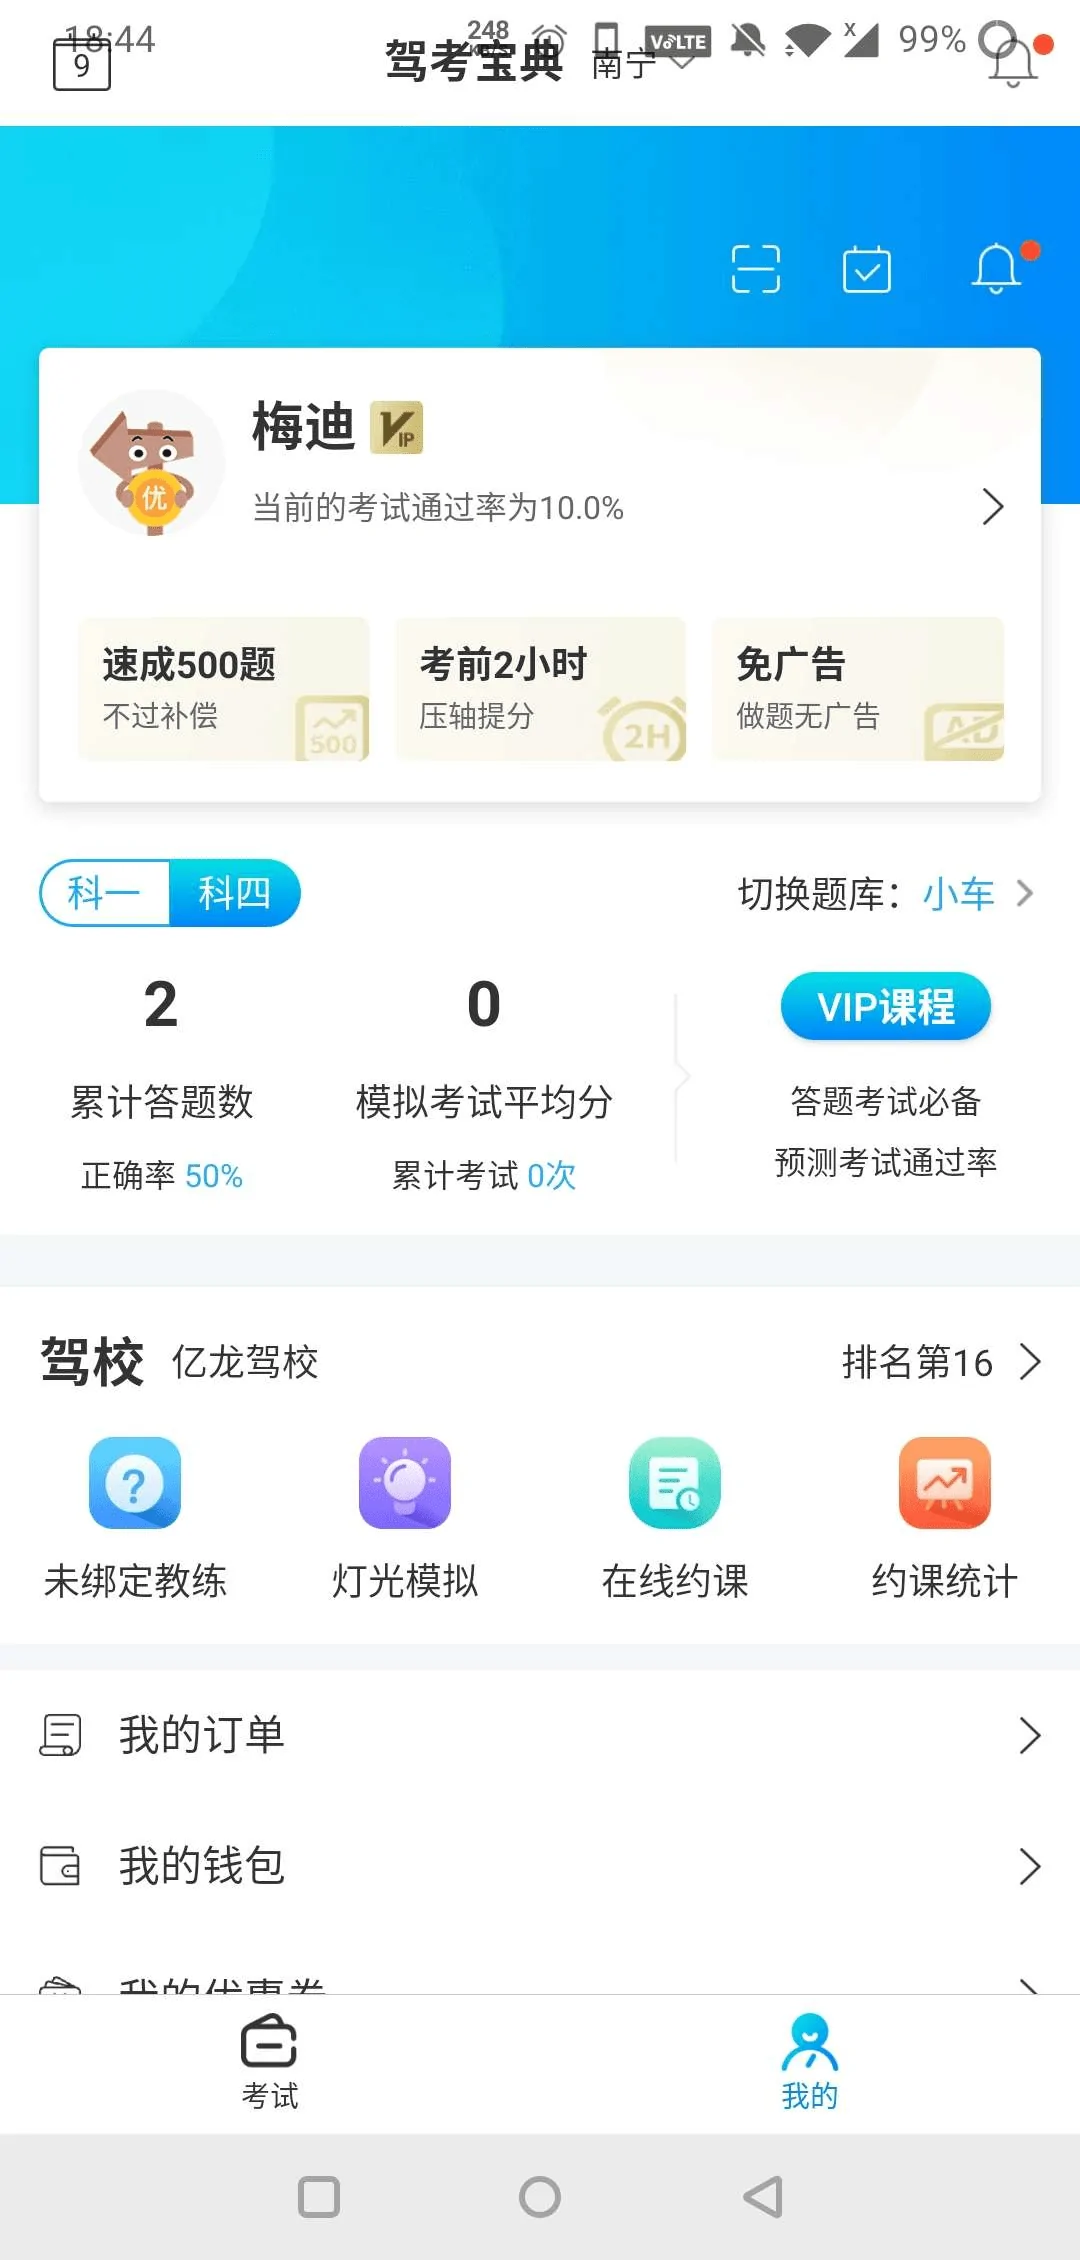 18:44
248
VoLTE
X
99%
9
驾考宝典
南宁
梅迪
VIP
优
当前的考试通过率为10.0%
速成500题
考前2小时
免广告
不过补偿
压轴提分
做题无广告
500
2H
AD
科一
科四
切换题库：小车
2
0
VIP课程
累计答题数
模拟考试平均分
答题考试必备
正确率 50%
累计考试 0次
预测考试通过率
驾校
亿龙驾校
排名第16
?
未绑定教练
灯光模拟
在线约课
约课统计
我的订单
我的钱包
我的优惠券
考试
我的